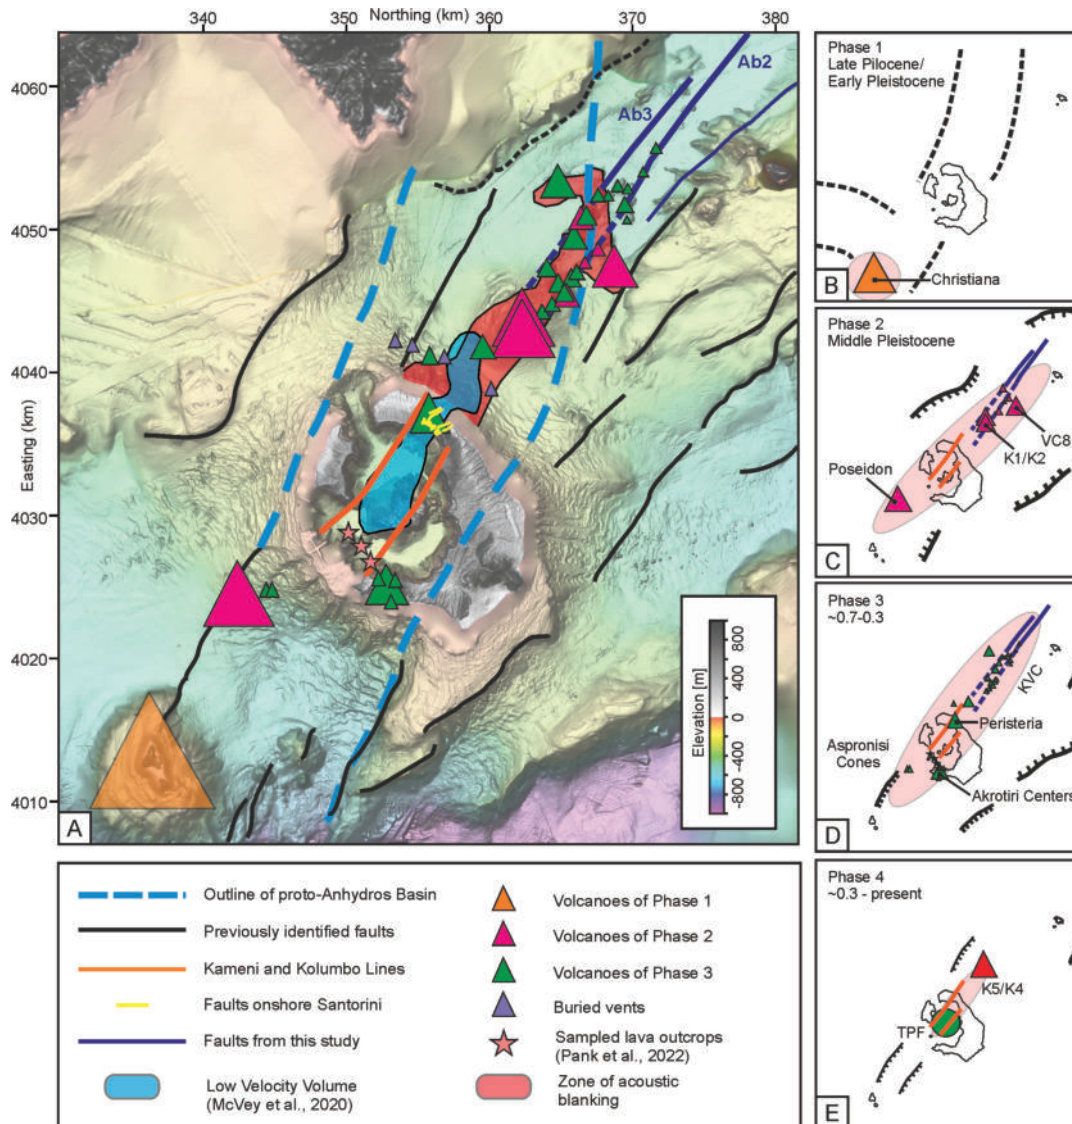 Northing (km)
340
350
360
370
380
4060
4050
4040
4030
4020
4010
Easting (km)
Ab2
Ab3
Elevation [m]
800
400
0
-400
-800
A
Phase 1
Late Pilocene/
Early Pleistocene
Christiana
B
Phase 2
Middle Pleistocene
VC8
K1/K2
Poseidon
C
Phase 3
~0.7-0.3
KVC
Peristeria
Aspronisi
Cones
Akrotiri Centers
D
Phase 4
~0.3 - present
K5/K4
TPF
E
Outline of proto-Anhydros Basin
Previously identified faults
Kameni and Kolumbo Lines
Faults onshore Santorini
Faults from this study
Low Velocity Volume
(McVey et al., 2020)
Volcanoes of Phase 1
Volcanoes of Phase 2
Volcanoes of Phase 3
Buried vents
Sampled lava outcrops
(Pank et al., 2022)
Zone of acoustic
blanking